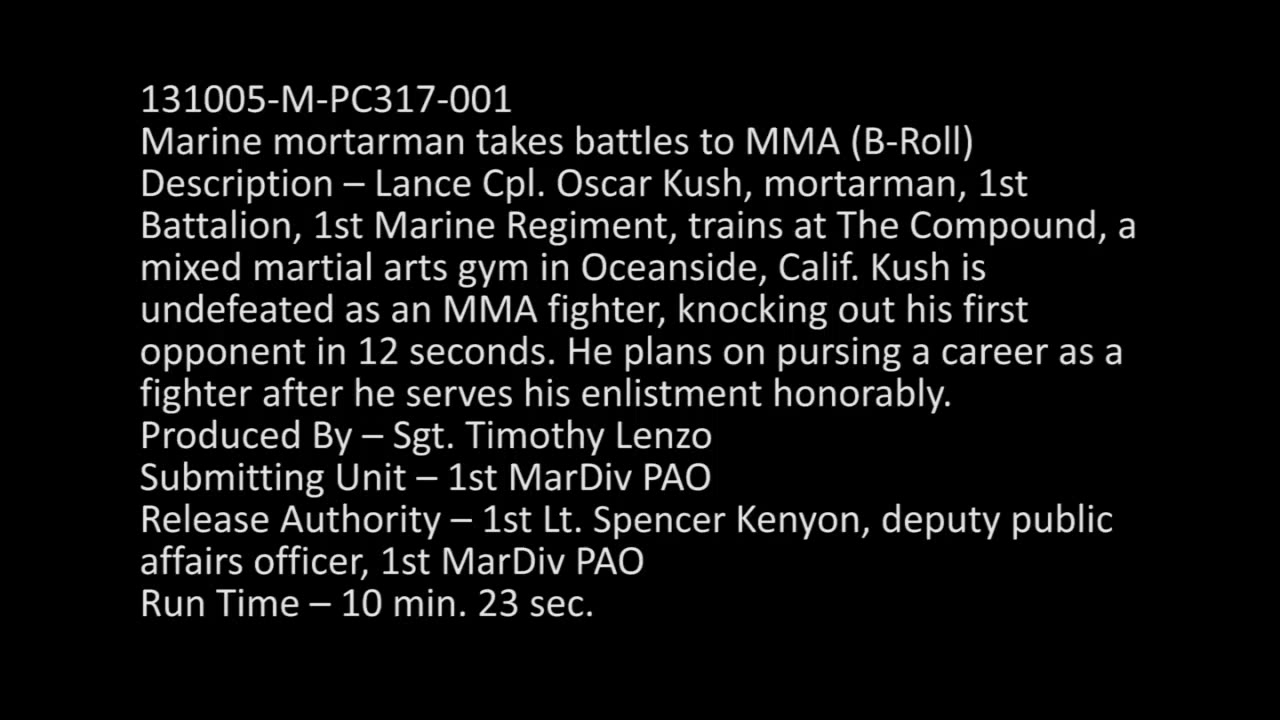 131005-M-PC317-001
Marine mortarman takes battles to MMA (B-Roll)
Description – Lance Cpl. Oscar Kush, mortarman, 1st
Battalion, 1st Marine Regiment, trains at The Compound, a
mixed martial arts gym in Oceanside, Calif. Kush is
undefeated as an MMA fighter, knocking out his first
opponent in 12 seconds. He plans on pursing a career as a
fighter after he serves his enlistment honorably.
Produced By – Sgt. Timothy Lenzo
Submitting Unit – 1st MarDiv PAO
Release Authority – 1st Lt. Spencer Kenyon, deputy public
affairs officer, 1st MarDiv PAO
Run Time – 10 min. 23 sec.